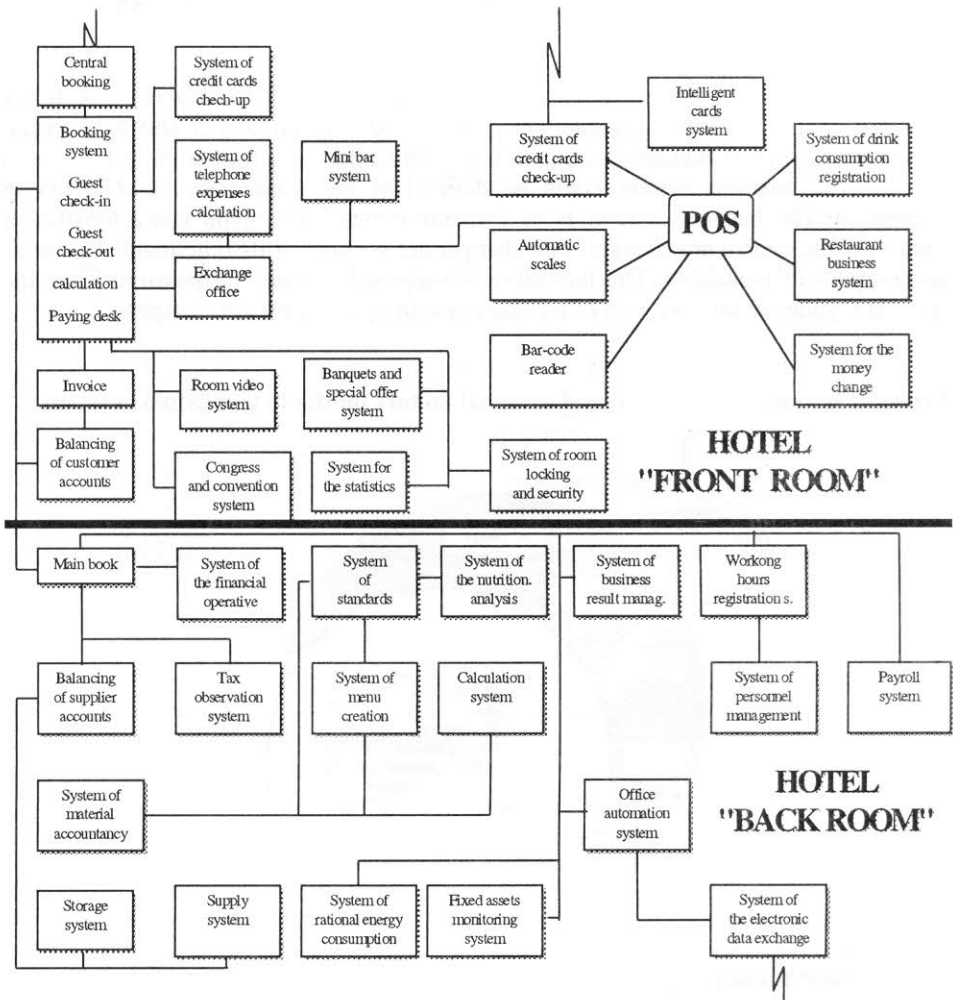 Central
booking
System of
credit cards
chech-up
Intelligent
cards
system
Booking
system
Guest
check-in
Guest
check-out
calculation
Paying desk
System of
telephone
expenses
calculation
Mini bar
system
System of
credit cards
check-up
System of drink
consumption
registration
POS
Exchange
office
Automatic
scales
Restaurant
business
system
Invoice
Room video
system
Banquets and
special offer
system
Bar-code
reader
System for the
money
change
Balancing
of customer
accounts
Congress
and convention
system
System for
the statistics
System of room
locking
and security
HOTEL
"FRONT ROOM"
Main book
System of
the financial
operative
System
of
standards
System of
the nutrition.
analysis
System of
business
result manag.
Workong
hours
registration s.
Balancing
of supplier
accounts
Tax
observation
system
System of
menu
creation
Calculation
system
System of
personnel
management
Payroll
system
System of
material
accountancy
Office
automation
system
HOTEL
"BACK ROOM"
Storage
system
Supply
system
System of
rational energy
consumption
Fixed assets
monitoring
system
System of
the electronic
data exchange